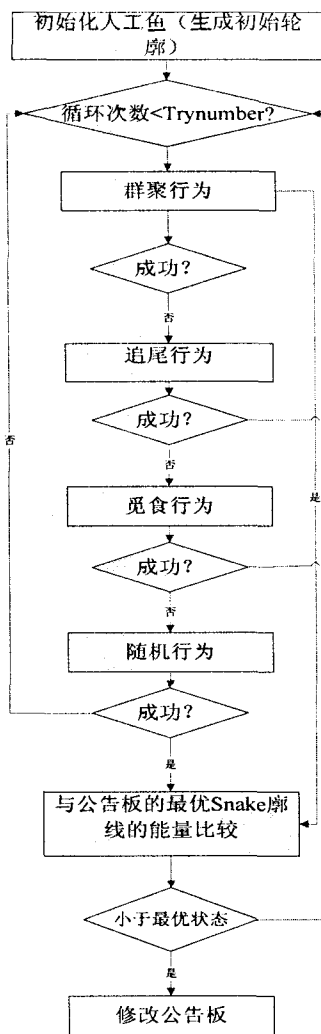 初始化人工鱼（生成初始轮
廓）
循环次数<Trynumber?
群聚行为
成功?
否
追尾行为
成功?
否
否
是
觅食行为
成功?
否
随机行为
成功?
是
与公告板的最优Snake廓
线的能量比较
小于最优状态
是
修改公告板